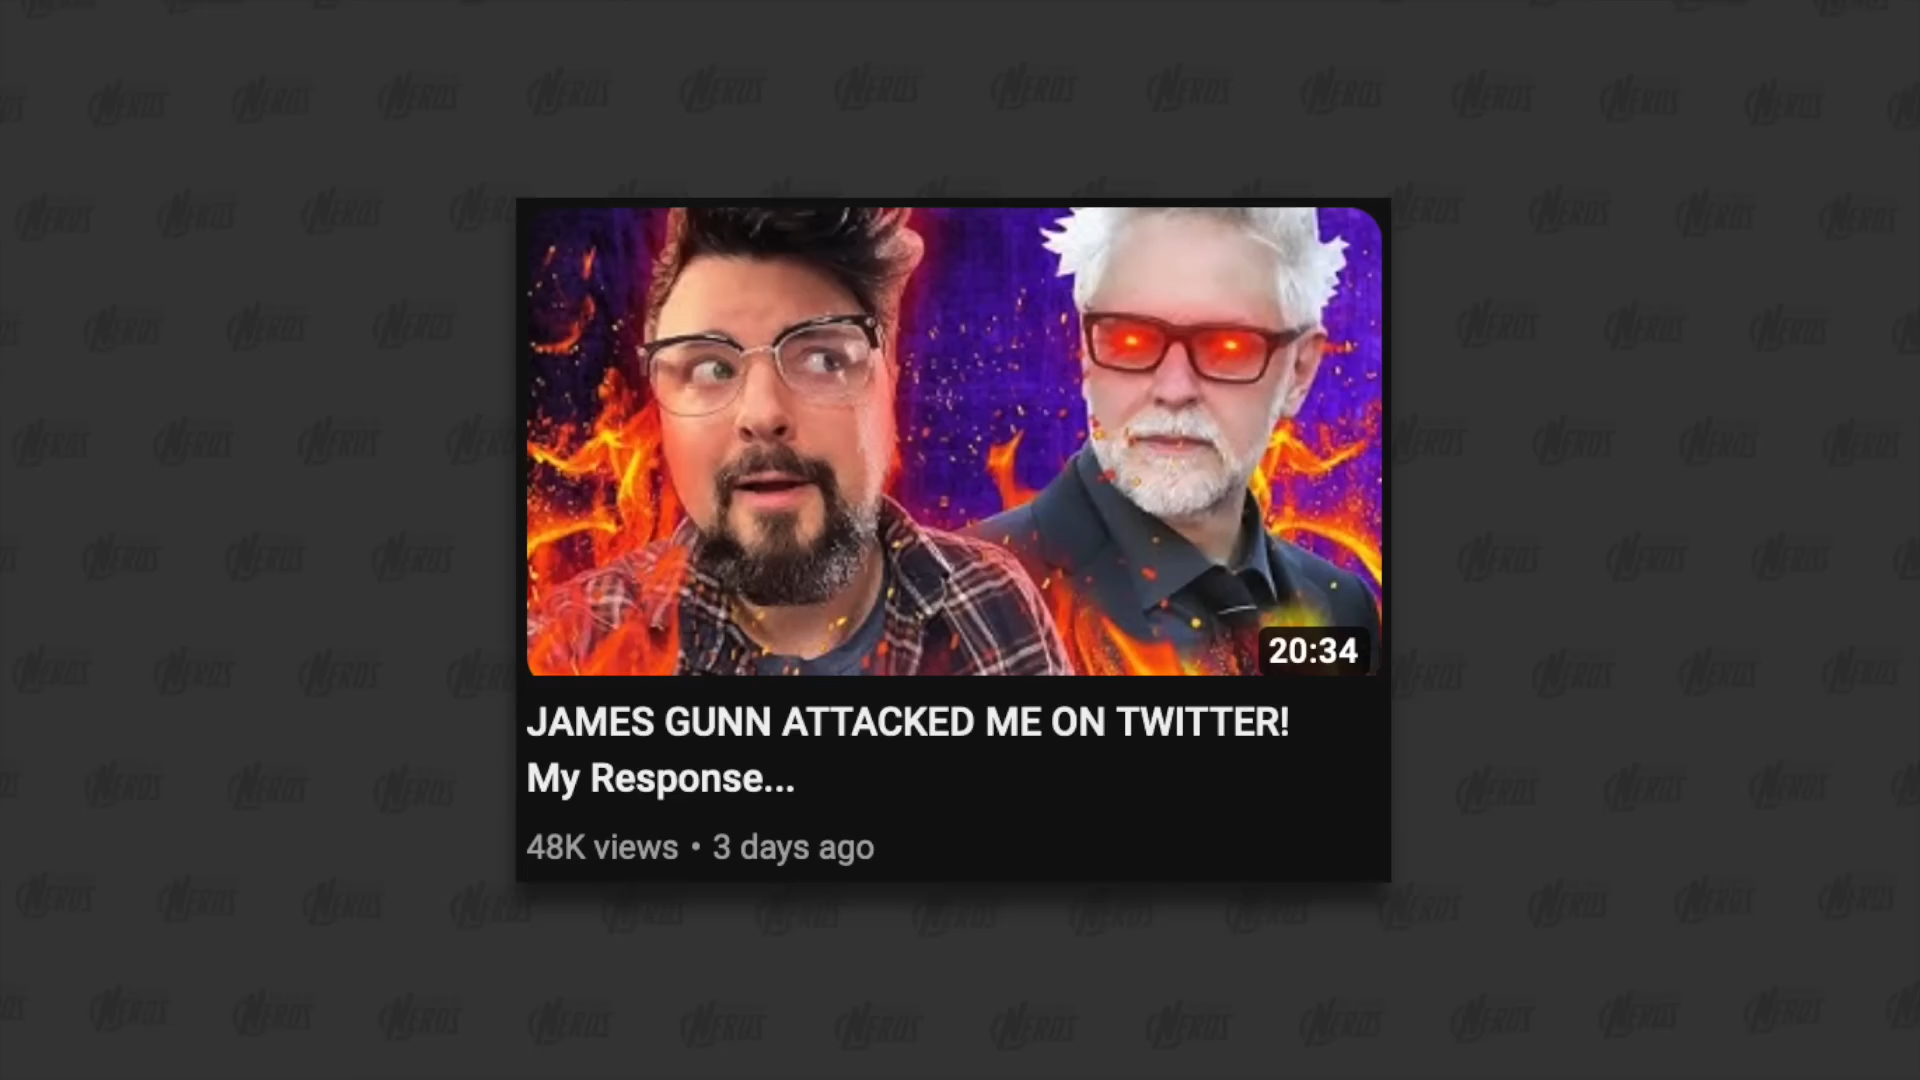 20:34
JAMES GUNN ATTACKED ME ON TWITTER!
My Response...
48K views • 3 days ago